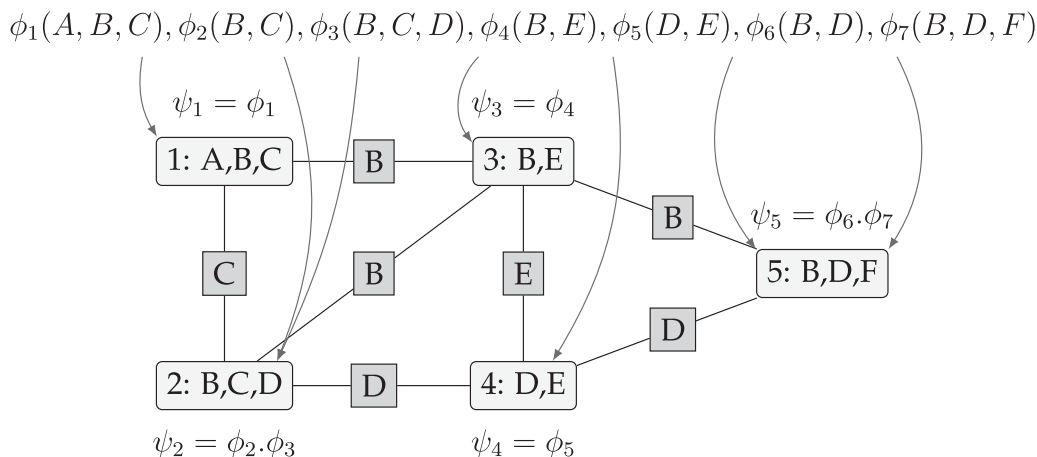 ϕ₁(A, B, C), ϕ₂(B, C), ϕ₃(B, C, D), ϕ₄(B, E), ϕ₅(D, E), ϕ₆(B, D), ϕ₇(B, D, F)
ψ₁ = ϕ₁
ψ₃ = ϕ₄
1: A,B,C
B
3: B,E
B
ψ₅ = ϕ₆.ϕ₇
C
B
E
5: B,D,F
D
2: B,C,D
D
4: D,E
ψ₂ = ϕ₂.ϕ₃
ψ₄ = ϕ₅